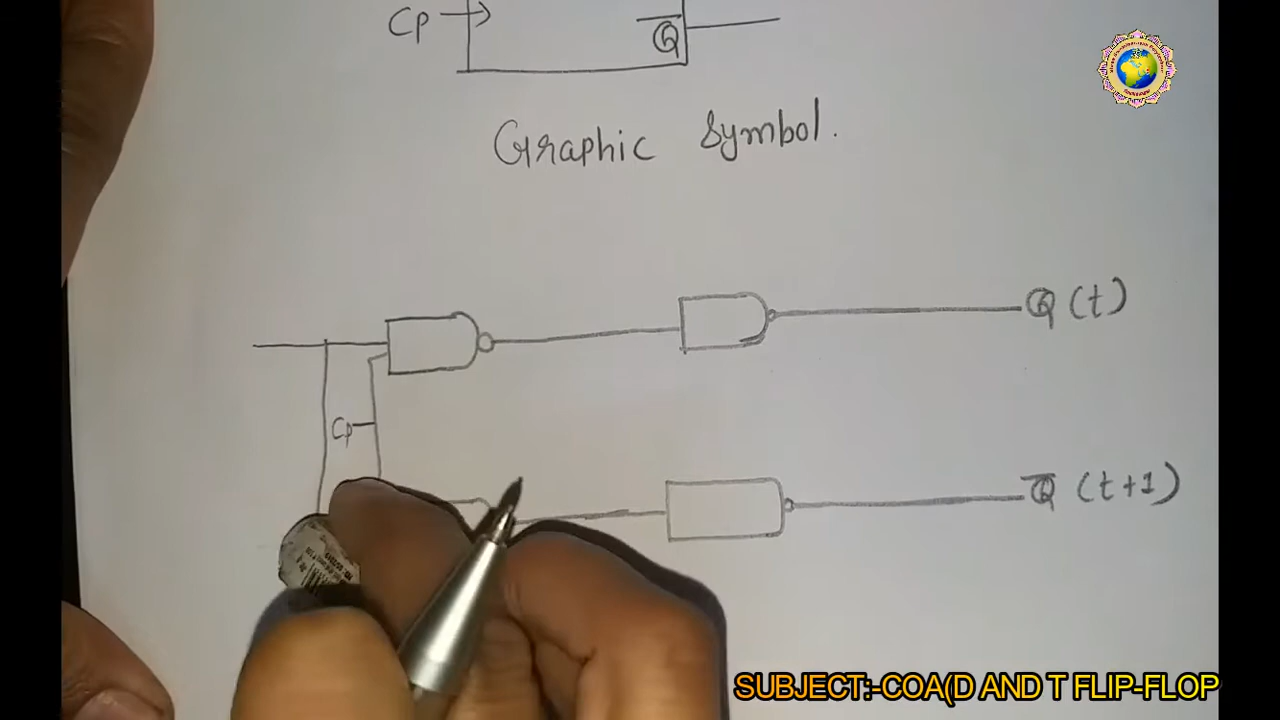 Cp
Q̅
Graphic Symbol.
Q (t)
Cp
Q̅ (t+1)
SUBJECT:-COA(D AND T FLIP-FLOP